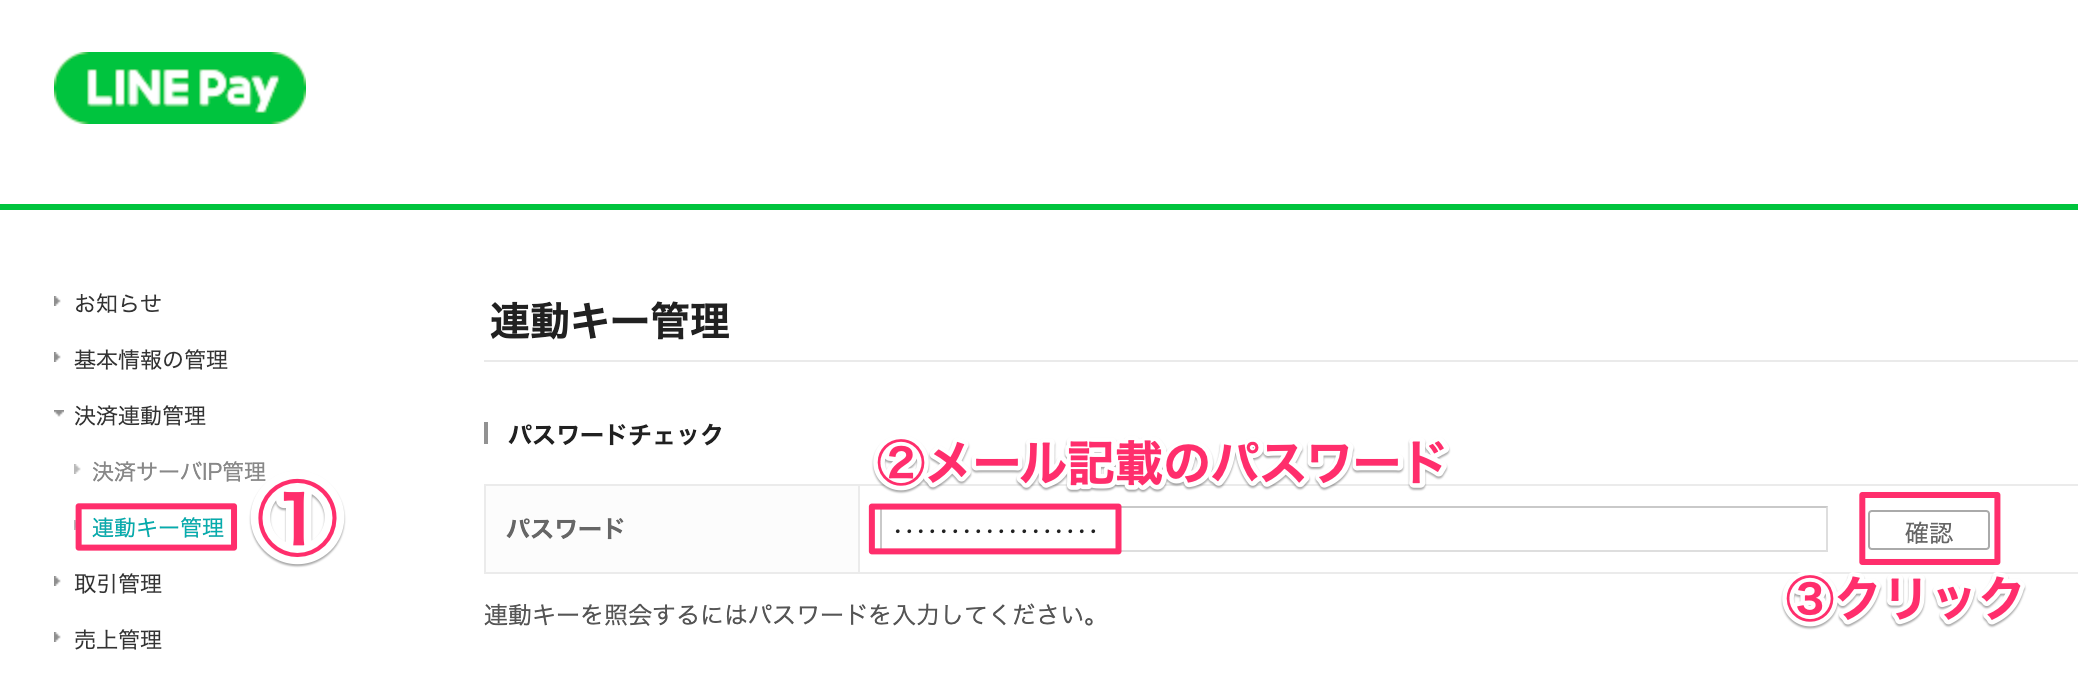 LINE Pay
お知らせ
基本情報の管理
決済連動管理
決済サーバIP管理
連動キー管理
①
取引管理
売上管理
連動キー管理
パスワードチェック
②メール記載のパスワード
パスワード
··················
確認
③クリック
連動キーを照会するにはパスワードを入力してください。